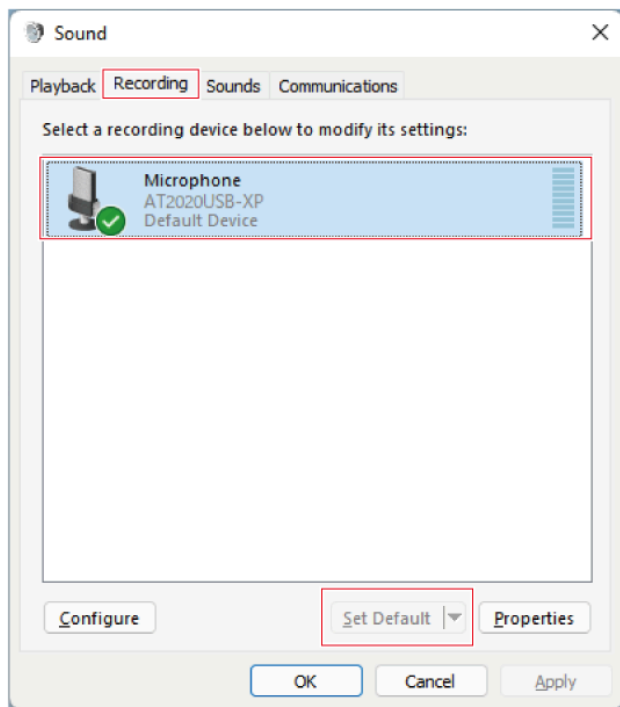 Sound
Playback Recording Sounds Communications
Select a recording device below to modify its settings:
Microphone
AT2020USB-XP
Default Device
Configure Set Default Properties
OK Cancel Apply